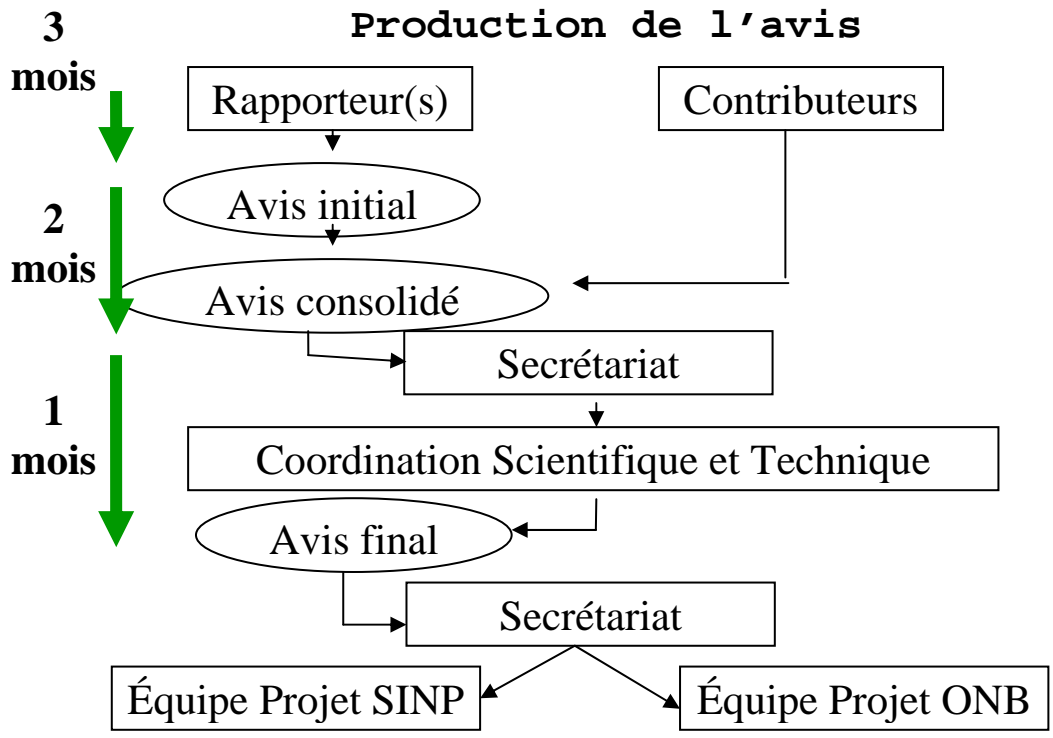 3
mois
Production de l’avis
Rapporteur(s)
Contributeurs
Avis initial
2
mois
Avis consolidé
Secrétariat
1
mois
Coordination Scientifique et Technique
Avis final
Secrétariat
Équipe Projet SINP
Équipe Projet ONB